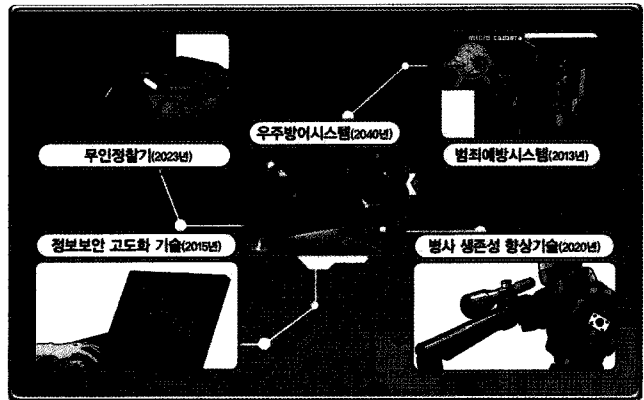 micro camera
우주방어시스템(2040년)
무인정찰기(2023년)
범죄예방시스템(2013년)
정보보안 고도화 기술(2015년)
병사 생존성 향상기술(2020년)